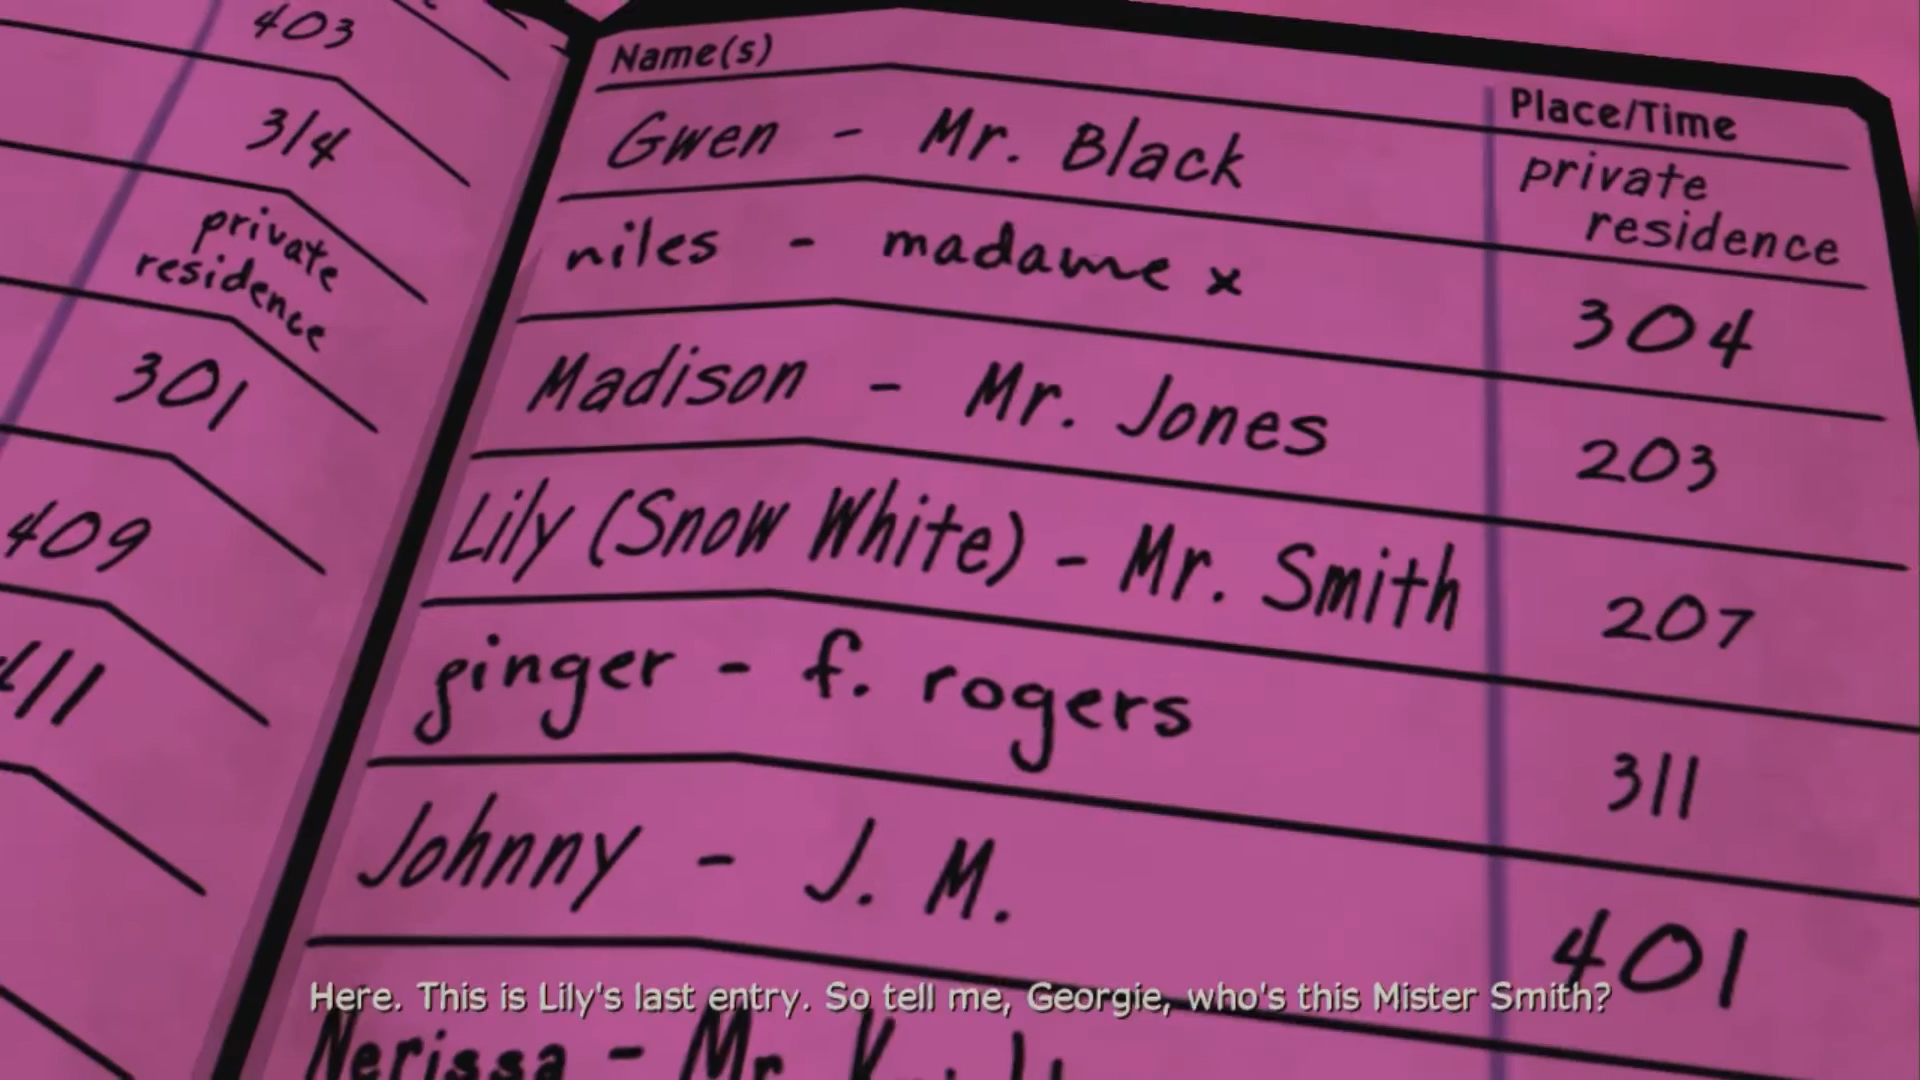 403
314
private
residence
301
409
Name(s)
Place/Time
Gwen - Mr. Black
private
residence
niles - madame x
304
Madison - Mr. Jones
203
Lily (Snow White) - Mr. Smith
207
ginger - f. rogers
311
Johnny - J. M.
401
Here. This is Lily's last entry. So tell me, Georgie, who's this Mister Smith?
Nerissa - Mr.